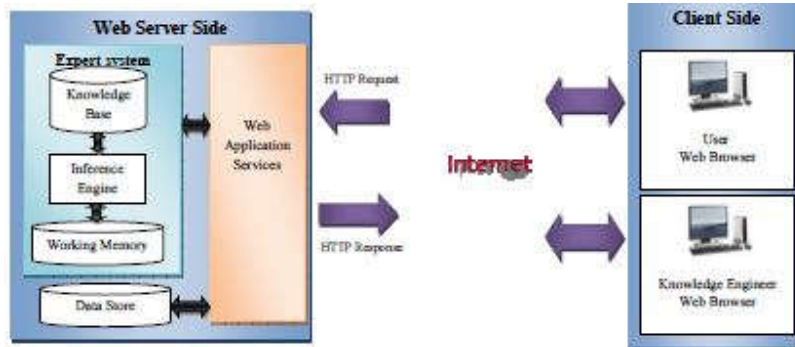 Web Server Side
Expert system
Knowledge
Base
Inference
Engine
Working Memory
Data Store
Web
Application
Services
HTTP Request
HTTP Response
Internet
Client Side
User
Web Browser
Knowledge Engineer
Web Browser